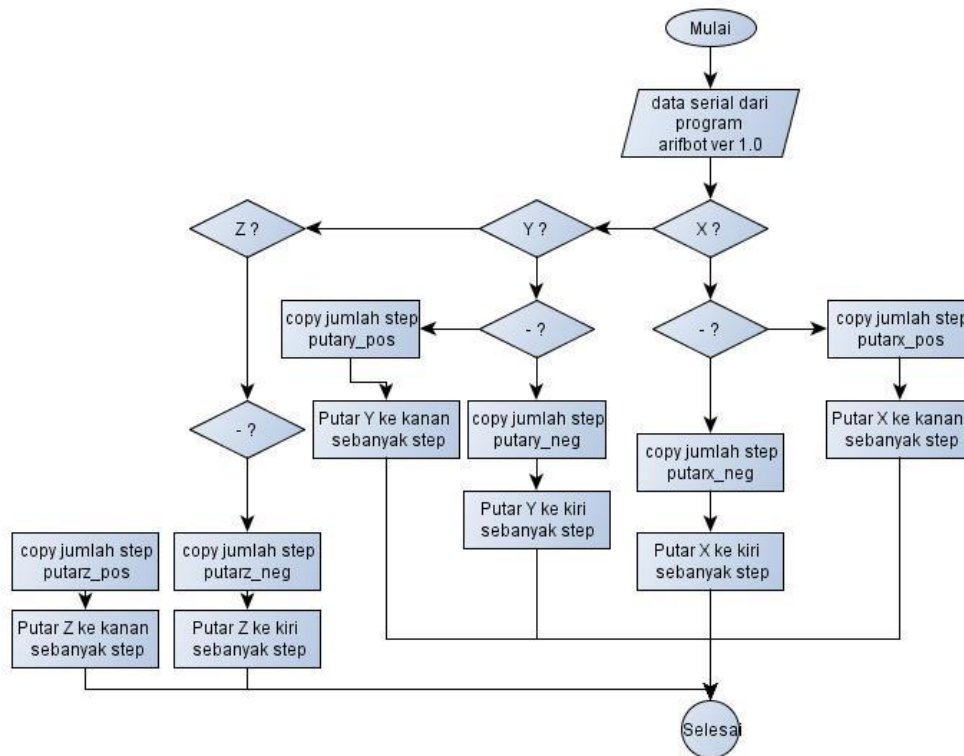 Mulai
data serial dari
program
arifbot ver 1.0
Z ?
Y ?
X ?
copy jumlah step
putary_pos
- ?
- ?
copy jumlah step
putarx_pos
- ?
Putar Y ke kanan
sebanyak step
copy jumlah step
putary_neg
copy jumlah step
putarx_neg
Putar X ke kanan
sebanyak step
Putar Y ke kiri
sebanyak step
copy jumlah step
putarz_pos
copy jumlah step
putarz_neg
Putar X ke kiri
sebanyak step
Putar Z ke kanan
sebanyak step
Putar Z ke kiri
sebanyak step
Selesai